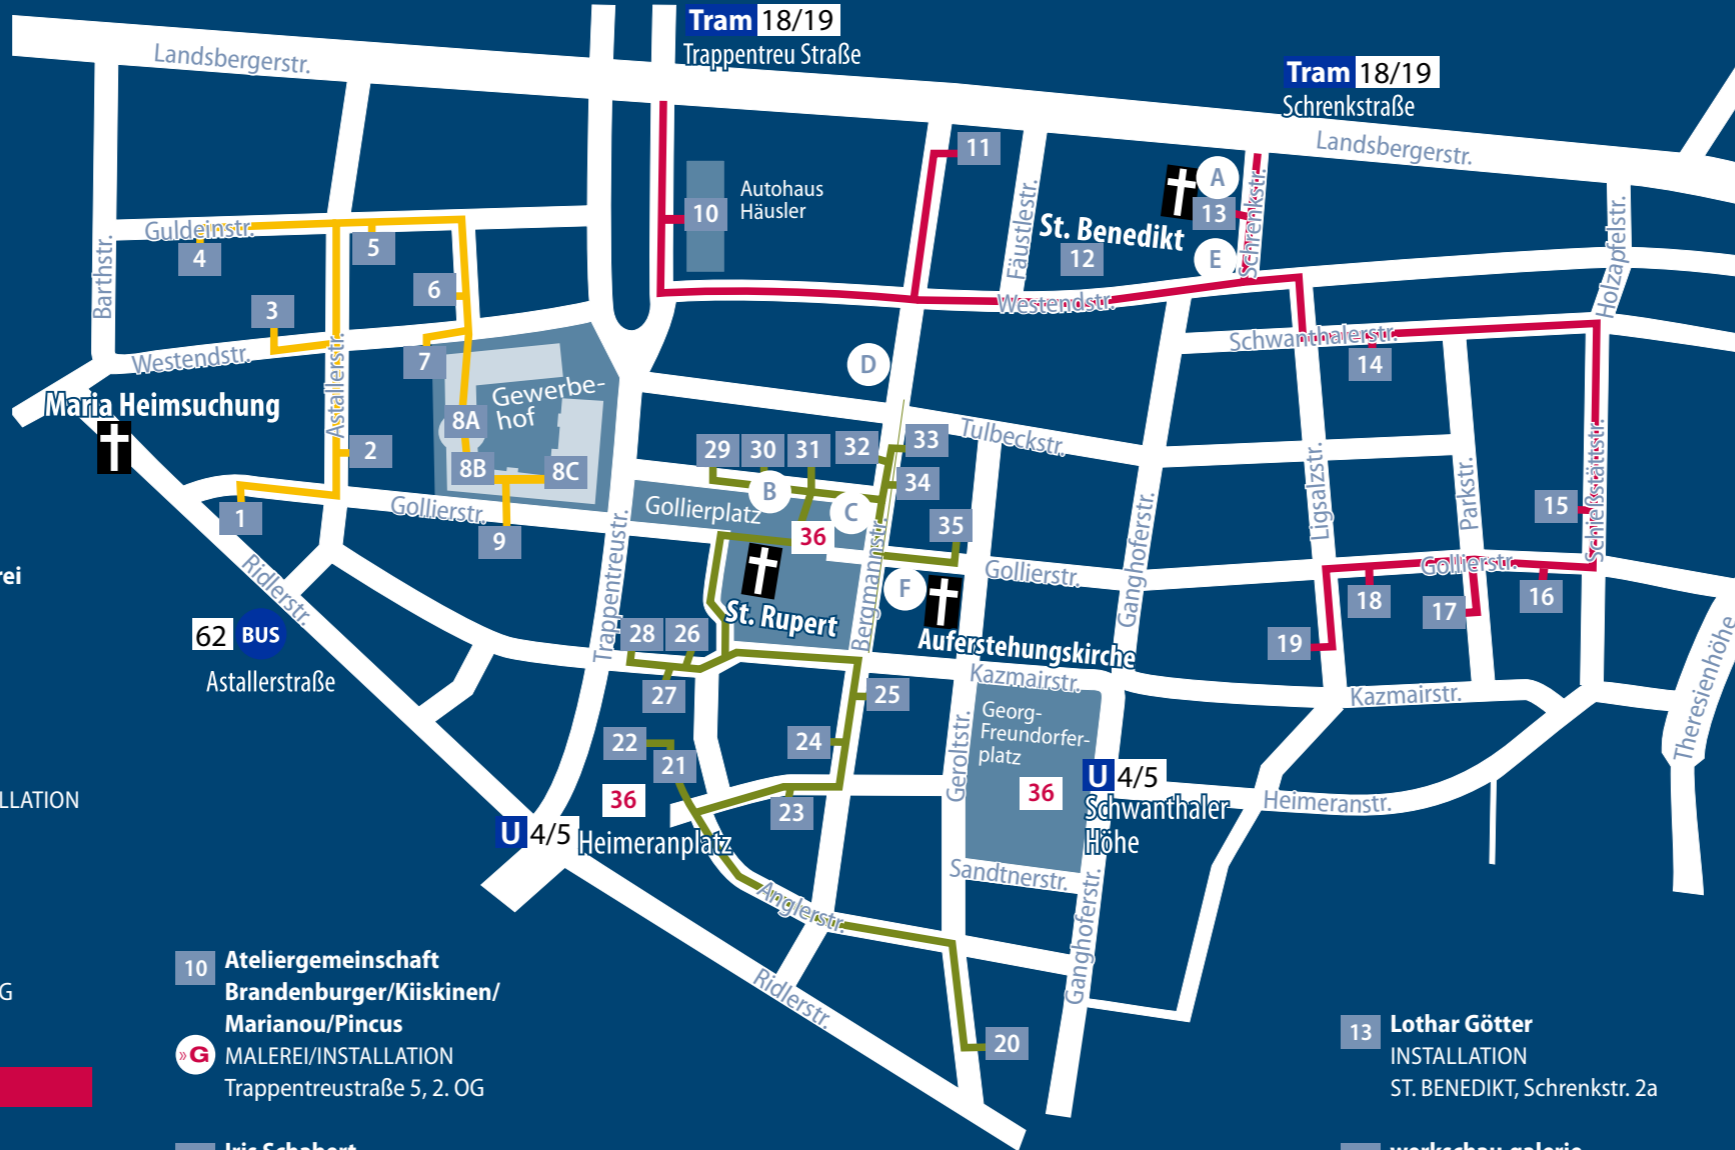 Tram 18/19
Trappentreu Straße
Tram 18/19
Schrenkstraße
Landsbergerstr.
Landsbergerstr.
11
A
Autohaus
Häusler
10
13
Schrenkstr.
Fäustlestr.
Holzapfelstr.
Guldeinstr.
St. Benedikt
4
5
12
E
Barthstr.
6
3
Westendstr.
Schwanthalerstr.
Westendstr.
7
D
14
Astallerstr.
Gewerbe-
hof
Maria Heimsuchung
8A
Tulbeckstr.
2
29
30
31
32
33
8B
8C
34
B
C
Gollierplatz
Ligsalzstr.
Parkstr.
Schießstättstr.
15
1
Gollierstr.
9
36
35
Ganghoferstr.
Trappentreustr.
Bergmannstr.
Gollierstr.
Gollierstr.
rei
Ridlerstr.
F
St. Rupert
18
17
16
62 BUS
Astallerstraße
28
26
Auferstehungskirche
19
27
25
Kazmairstr.
Kazmairstr.
Theresienhöhe
Georg-
Freundorfer-
platz
Geroltstr.
22
24
21
36
23
36
U 4/5
Schwanthaler
Höhe
Heimeranstr.
LLATION
U 4/5
Heimeranplatz
Sandtnerstr.
Anglerstr.
Ganghoferstr.
Ridlerstr.
20
G
10 Ateliergemeinschaft
Brandenburger/Kiiskinen/
Marianou/Pincus
»G MALEREI/INSTALLATION
Trappentreustraße 5, 2. OG
13 Lothar Götter
INSTALLATION
ST. BENEDIKT, Schrenkstr. 2a
Iris Schabert
werkschau galerie